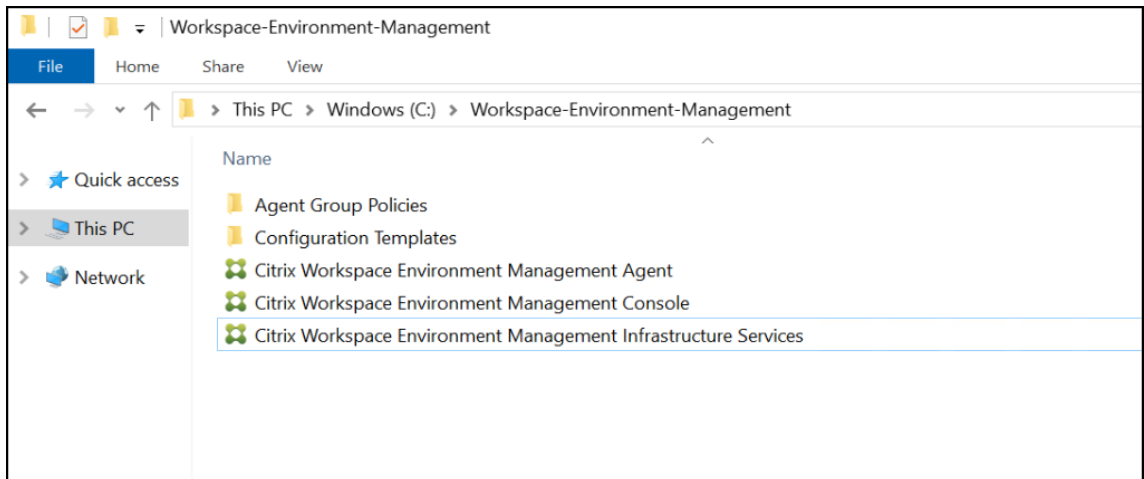 Workspace-Environment-Management
File Home Share View
This PC > Windows (C:) > Workspace-Environment-Management
Name
Quick access
Agent Group Policies
This PC
Configuration Templates
Citrix Workspace Environment Management Agent
Network
Citrix Workspace Environment Management Console
Citrix Workspace Environment Management Infrastructure Services